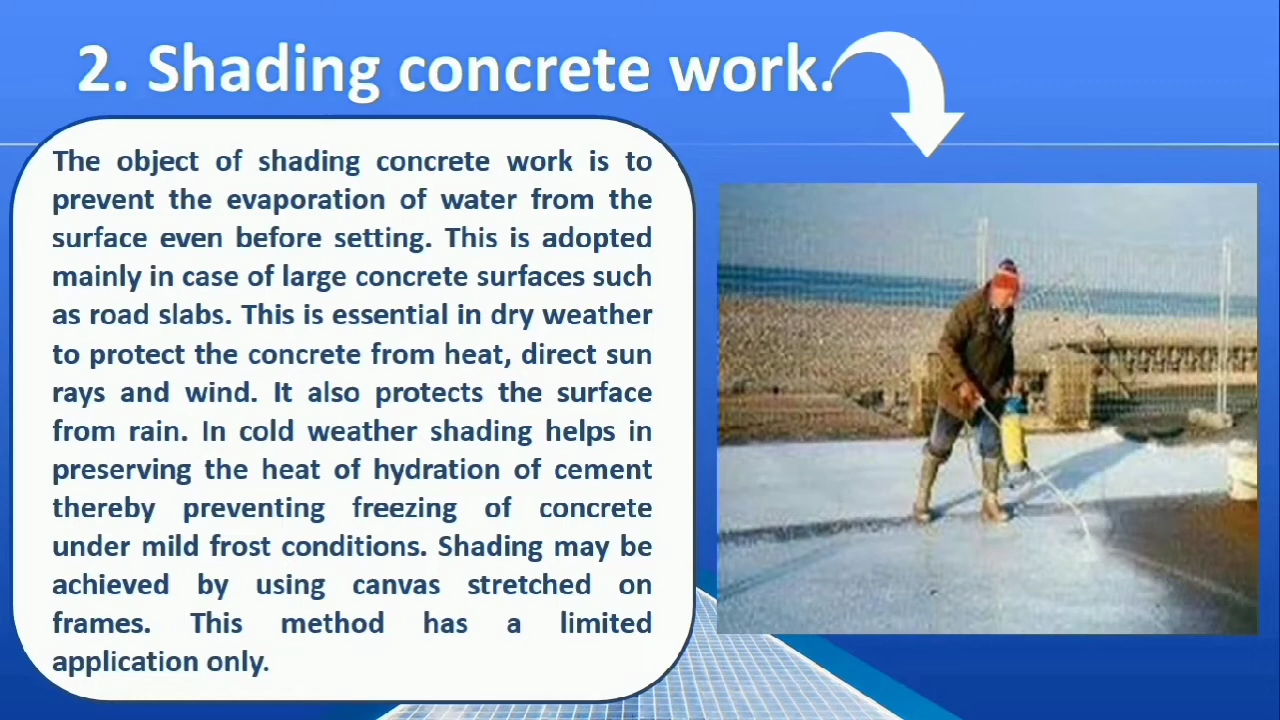 2. Shading concrete work.
The object of shading concrete work is to
prevent the evaporation of water from the
surface even before setting. This is adopted
mainly in case of large concrete surfaces such
as road slabs. This is essential in dry weather
to protect the concrete from heat, direct sun
rays and wind. It also protects the surface
from rain. In cold weather shading helps in
preserving the heat of hydration of cement
thereby preventing freezing of concrete
under mild frost conditions. Shading may be
achieved by using canvas stretched on
frames. This method has a limited
application only.